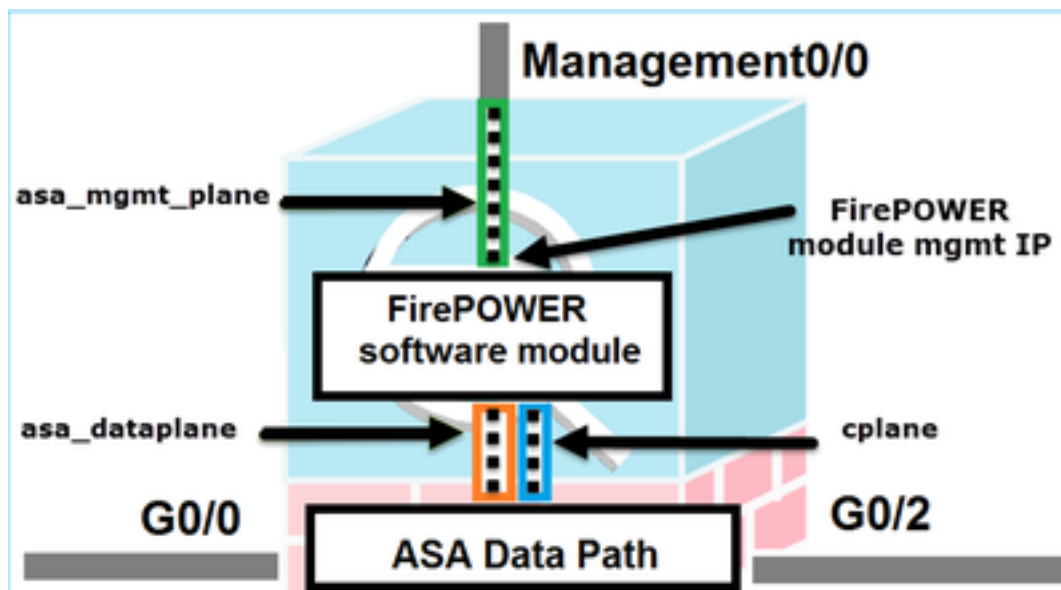 Management0/0
asa_mgmt_plane
FirePOWER
module mgmt IP
FirePOWER
software module
asa_dataplane
cplane
G0/0
G0/2
ASA Data Path